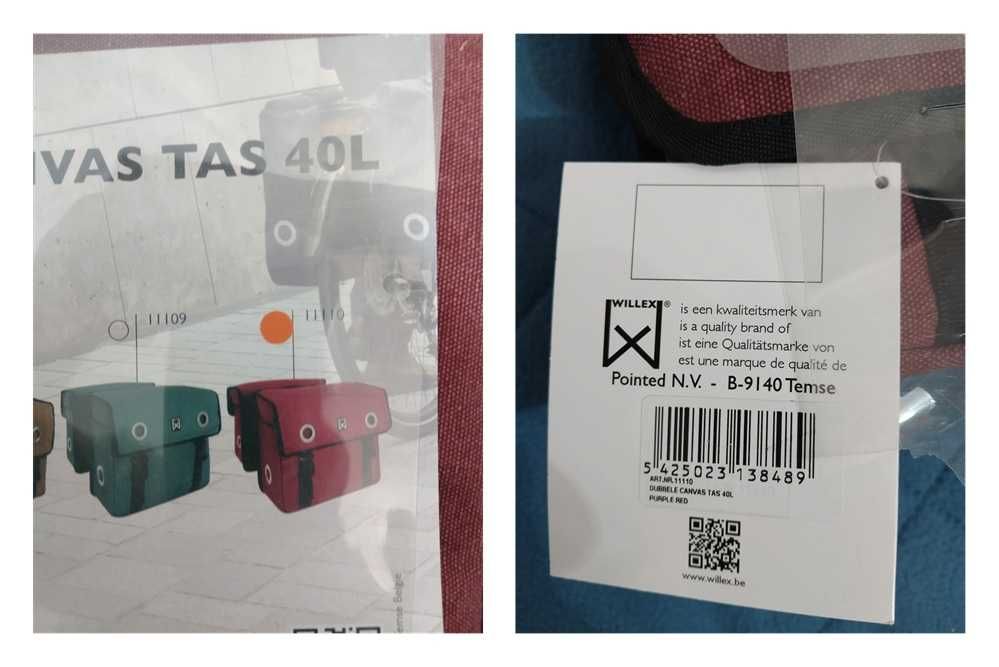 VAS TAS 40L
11109
11110
Temse Belgie
WILLEX®
is een kwaliteitsmerk van
is a quality brand of
ist eine Qualitätsmarke von
est une marque de qualité de
Pointed N.V. - B-9140 Temse
5 425023 138489
ART.NR.11110
DUBBELE CANVAS TAS 40L
PURPLE RED
www.willex.be